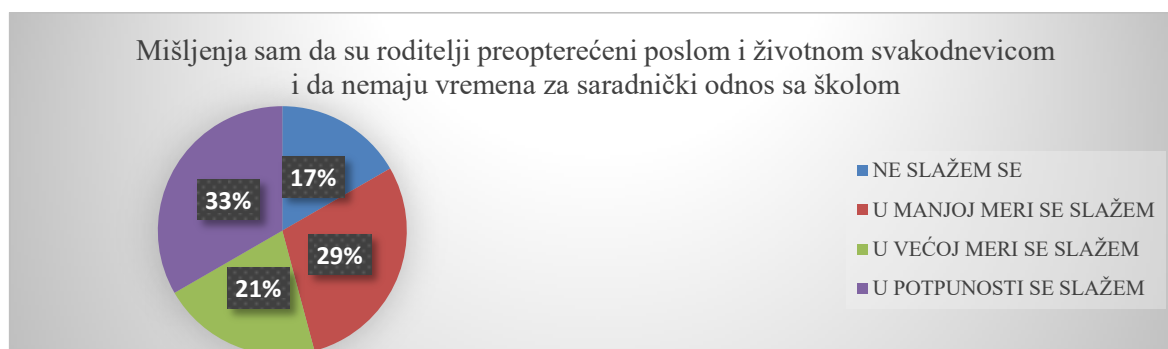 Mišljenja sam da su roditelji preopterećeni poslom i životnom svakodnevicom
i da nemaju vremena za saradnički odnos sa školom
17%
33%
29%
21%
NE SLAŽEM SE
U MANJOJ MERI SE SLAŽEM
U VEĆOJ MERI SE SLAŽEM
U POTPUNOSTI SE SLAŽEM